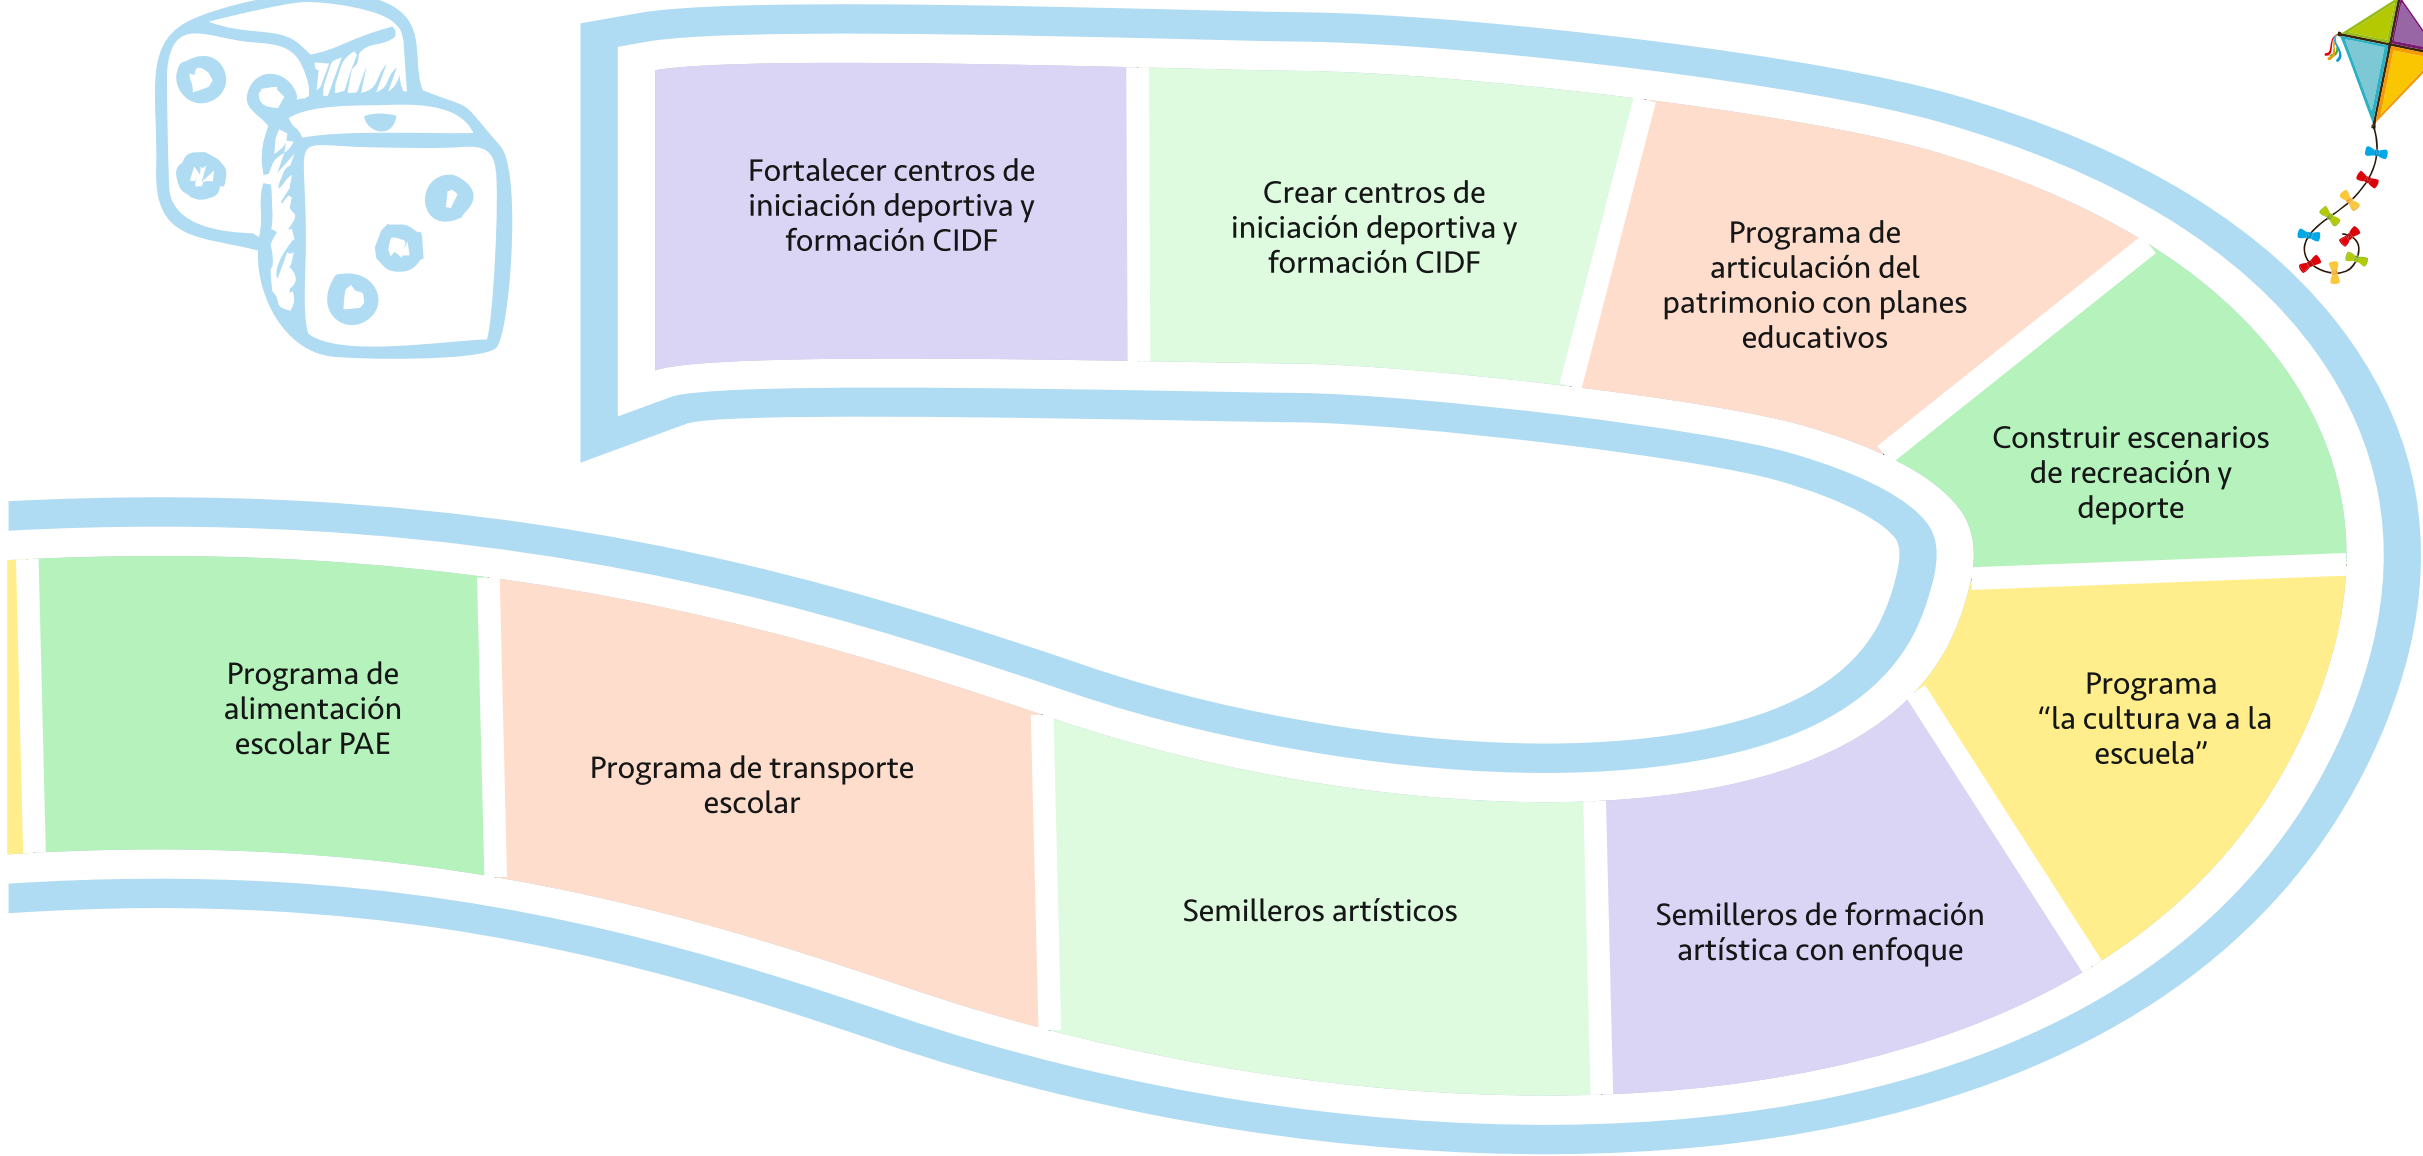 Fortalecer centros de
iniciación deportiva y
formación CIDF
Crear centros de
iniciación deportiva y
formación CIDF
Programa de
articulación del
patrimonio con planes
educativos
Construir escenarios
de recreación y
deporte
Programa
“la cultura va a la
escuela”
Semilleros de formación
artística con enfoque
Semilleros artísticos
Programa de transporte
escolar
Programa de
alimentación
escolar PAE